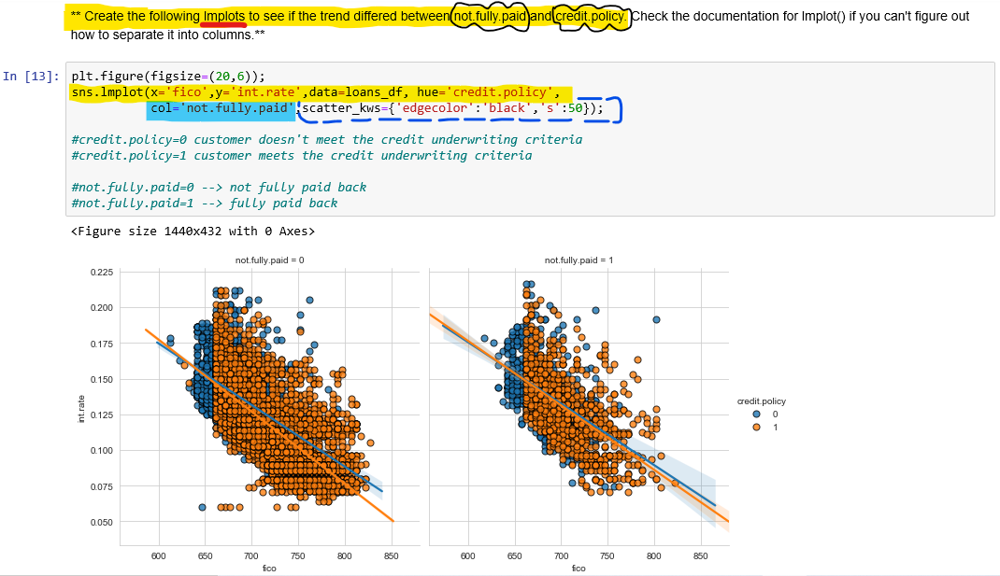 ** Create the following lmplots to see if the trend differed between not.fully.paid and credit.policy. Check the documentation for lmplot() if you can't figure out
how to separate it into columns.**
In [13]: plt.figure(figsize=(20,6));
sns.lmplot(x='fico',y='int.rate',data=loans_df, hue='credit.policy',
col='not.fully.paid',scatter_kws={'edgecolor':'black','s':50});
#credit.policy=0 customer doesn't meet the credit underwriting criteria
#credit.policy=1 customer meets the credit underwriting criteria
#not.fully.paid=0 --> not fully paid back
#not.fully.paid=1 --> fully paid back
<Figure size 1440x432 with 0 Axes>
not.fully.paid = 0 not.fully.paid = 1
0.225
0.200
0.175
0.150
0.125
0.100
0.075
0.050
int.rate
credit.policy
0
1
600 650 700 750 800 850 600 650 700 750 800 850
fico fico